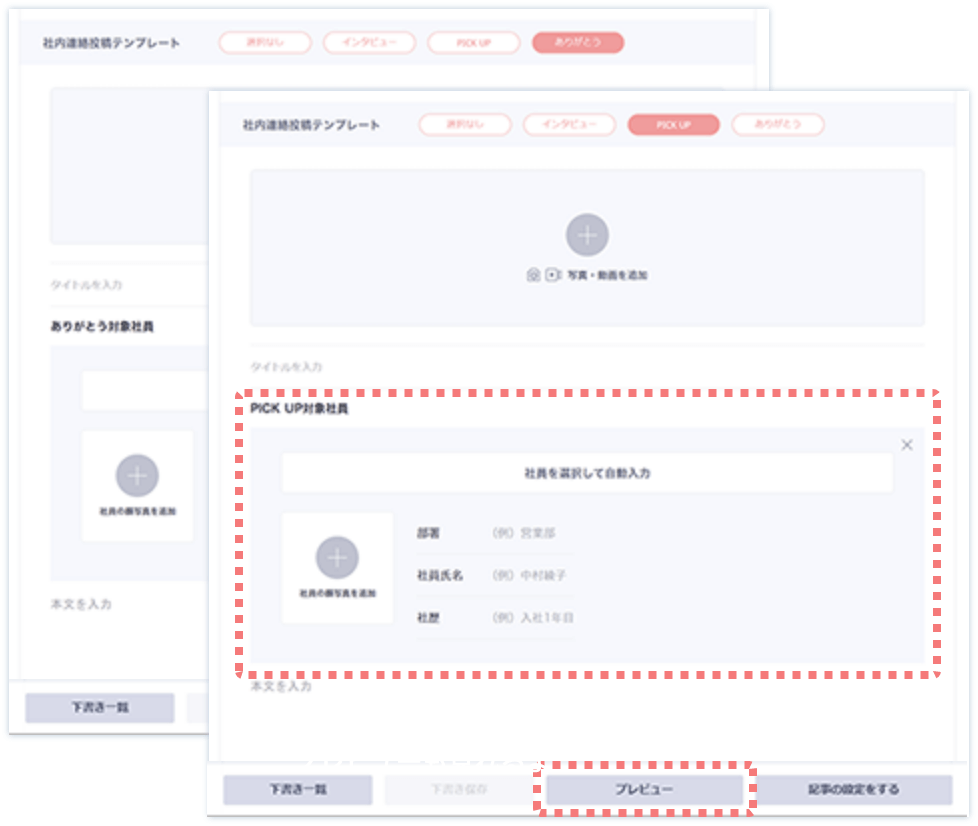 社内連絡投稿テンプレート 選択なし インタビュー PICK UP ありがとう
タイトルを入力
ありがとう対象社員
社員の顔写真を追加
本文を入力
下書き一覧
社内連絡投稿テンプレート 選択なし インタビュー PICK UP ありがとう
写真・動画を追加
タイトルを入力
PICK UP対象社員
社員を選択して自動入力
社員の顔写真を追加
部署 （例）営業部
社員氏名 （例）中村綾子
社歴 （例）入社1年目
本文を入力
下書き一覧 下書き保存 プレビュー 記事の設定をする